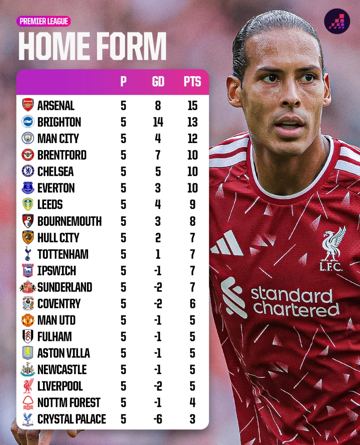 PREMIER LEAGUE
HOME FORM
P GD PTS
ARSENAL 5 8 15
BRIGHTON 5 14 13
MAN CITY 5 4 12
BRENTFORD 5 7 10
CHELSEA 5 5 10
EVERTON 5 3 10
LEEDS 5 4 9
BOURNEMOUTH 5 3 8
HULL CITY 5 2 7
TOTTENHAM 5 1 7
IPSWICH 5 -1 7
SUNDERLAND 5 -2 7
COVENTRY 5 -2 6
MAN UTD 5 -1 5
FULHAM 5 -1 5
ASTON VILLA 5 -1 5
NEWCASTLE 5 -1 5
LIVERPOOL 5 -2 5
NOTTM FOREST 5 -1 4
CRYSTAL PALACE 5 -6 3
L.F.C.
standard
chartered